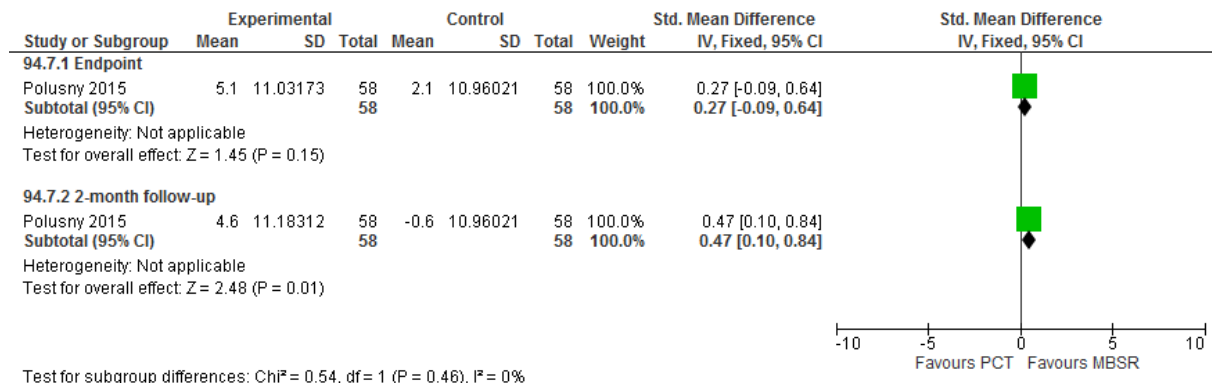 Experimental Control Std. Mean Difference Std. Mean Difference
Study or Subgroup Mean SD Total Mean SD Total Weight IV, Fixed, 95% CI IV, Fixed, 95% CI
94.7.1 Endpoint
Polusny 2015 5.1 11.03173 58 2.1 10.96021 58 100.0% 0.27 [-0.09, 0.64]
Subtotal (95% CI) 58 58 100.0% 0.27 [-0.09, 0.64]
Heterogeneity: Not applicable
Test for overall effect: Z = 1.45 (P = 0.15)
94.7.2 2-month follow-up
Polusny 2015 4.6 11.18312 58 -0.6 10.96021 58 100.0% 0.47 [0.10, 0.84]
Subtotal (95% CI) 58 58 100.0% 0.47 [0.10, 0.84]
Heterogeneity: Not applicable
Test for overall effect: Z = 2.48 (P = 0.01)
-10 -5 0 5 10
Favours PCT Favours MBSR
Test for subgroup differences: Chi² = 0.54, df = 1 (P = 0.46), I² = 0%